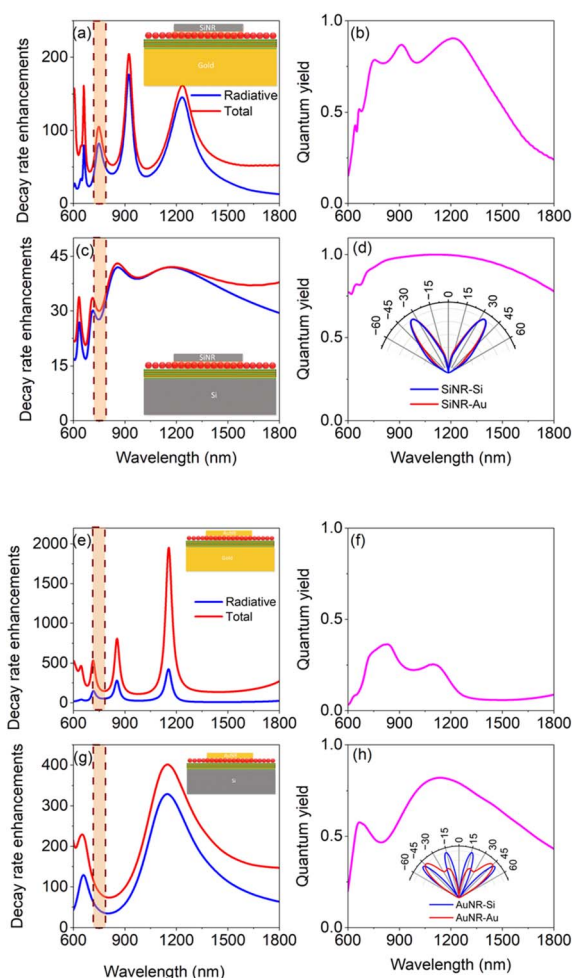 (a)
SiNR
Gold
Radiative
Total
Decay rate enhancements
200
100
0
600 900 1200 1500 1800
(b)
Quantum yield
1.0
0.5
0.0
600 900 1200 1500 1800
(c)
SiNR
Si
Decay rate enhancements
45
30
15
0
600 900 1200 1500 1800
Wavelength (nm)
(d)
Quantum yield
1.0
0.5
0.0
-60 -45 -30 -15 0 15 30 45 60
SiNR-Si
SiNR-Au
600 900 1200 1500 1800
Wavelength (nm)
(e)
Radiative
Total
Decay rate enhancements
2000
1500
1000
500
0
600 900 1200 1500 1800
(f)
Quantum yield
1.0
0.5
0.0
600 900 1200 1500 1800
(g)
Si
Decay rate enhancements
400
300
200
100
0
600 900 1200 1500 1800
Wavelength (nm)
(h)
Quantum yield
1.0
0.5
0.0
-60 -45 -30 -15 0 15 30 45 60
AuNR-Si
AuNR-Au
600 900 1200 1500 1800
Wavelength (nm)